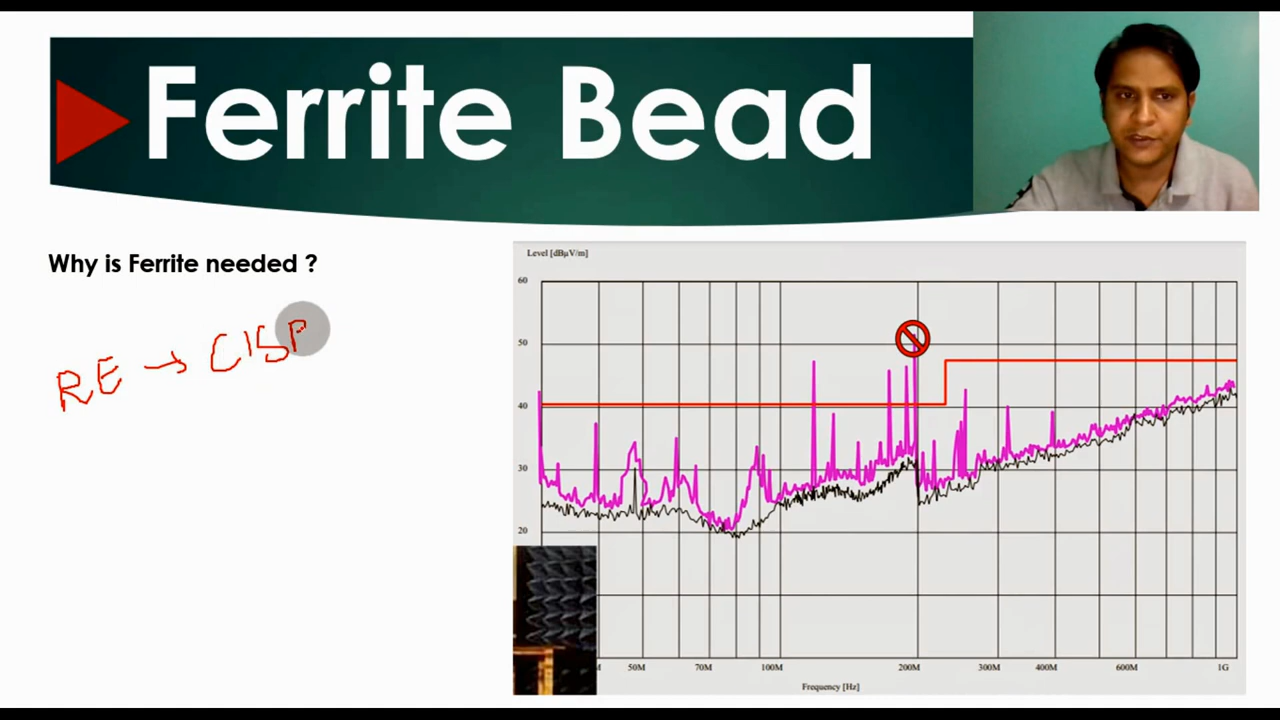 Ferrite Bead
Why is Ferrite needed ?
RE → CISP
Level [dBµV/m]
60
50
40
30
20
M 50M 70M 100M 200M 300M 400M 600M 1G
Frequency [Hz]